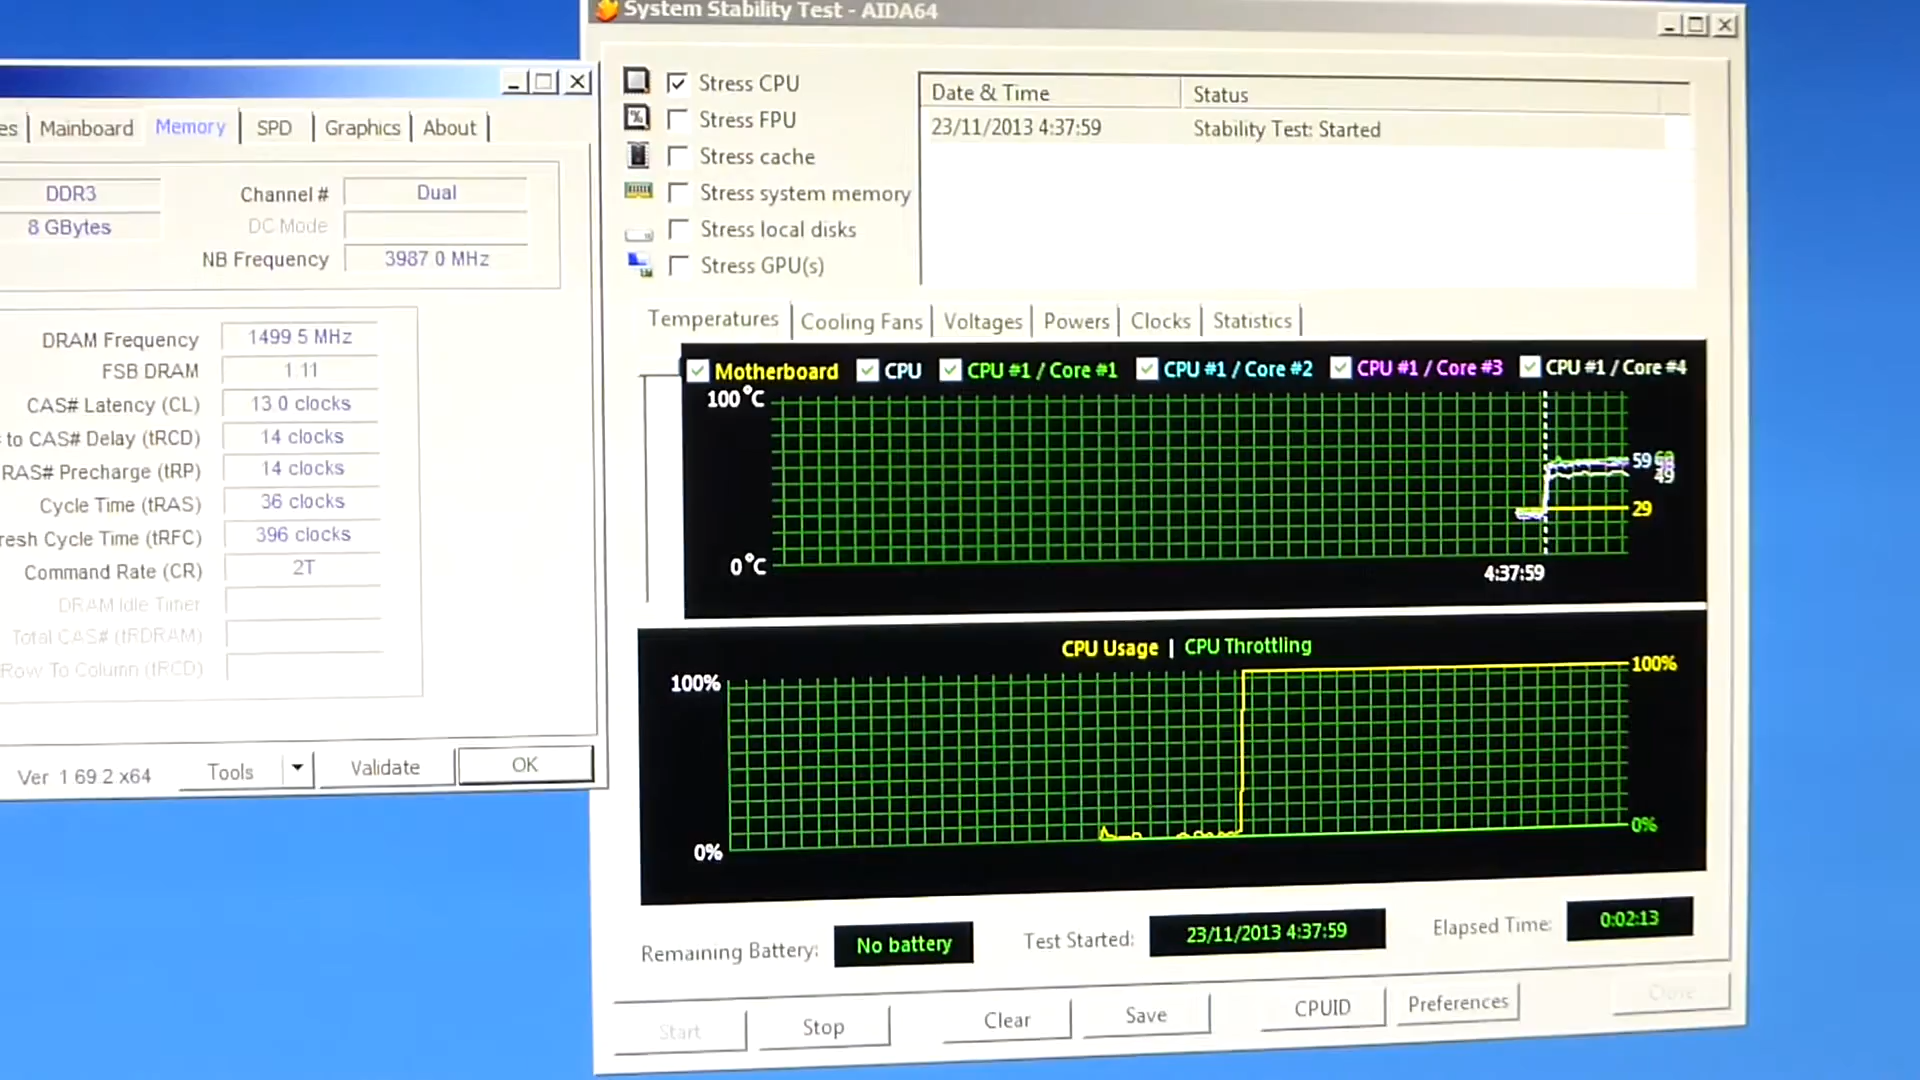 System Stability Test - AIDA64
es Mainboard Memory SPD Graphics About
DDR3
Channel # Dual
8 GBytes
DC Mode
NB Frequency 3987 0 MHz
DRAM Frequency 1499 5 MHz
FSB DRAM 1 11
CAS# Latency (CL) 13 0 clocks
to CAS# Delay (tRCD) 14 clocks
RAS# Precharge (tRP) 14 clocks
Cycle Time (tRAS) 36 clocks
resh Cycle Time (tRFC) 396 clocks
Command Rate (CR) 2T
DRAM Idle Timer
Total CAS# (tRDRAM)
Row To Column (tRCD)
Ver 1 69 2 x64 Tools Validate OK
Stress CPU
Stress FPU
Stress cache
Stress system memory
Stress local disks
Stress GPU(s)
Date & Time Status
23/11/2013 4:37:59 Stability Test: Started
Temperatures Cooling Fans Voltages Powers Clocks Statistics
Motherboard CPU CPU #1 / Core #1 CPU #1 / Core #2 CPU #1 / Core #3 CPU #1 / Core #4
100°C
59
49
29
0°C
4:37:59
CPU Usage | CPU Throttling
100% 100%
0% 0%
Remaining Battery: No battery Test Started: 23/11/2013 4:37:59 Elapsed Time: 0:02:13
Start Stop Clear Save CPUID Preferences Close